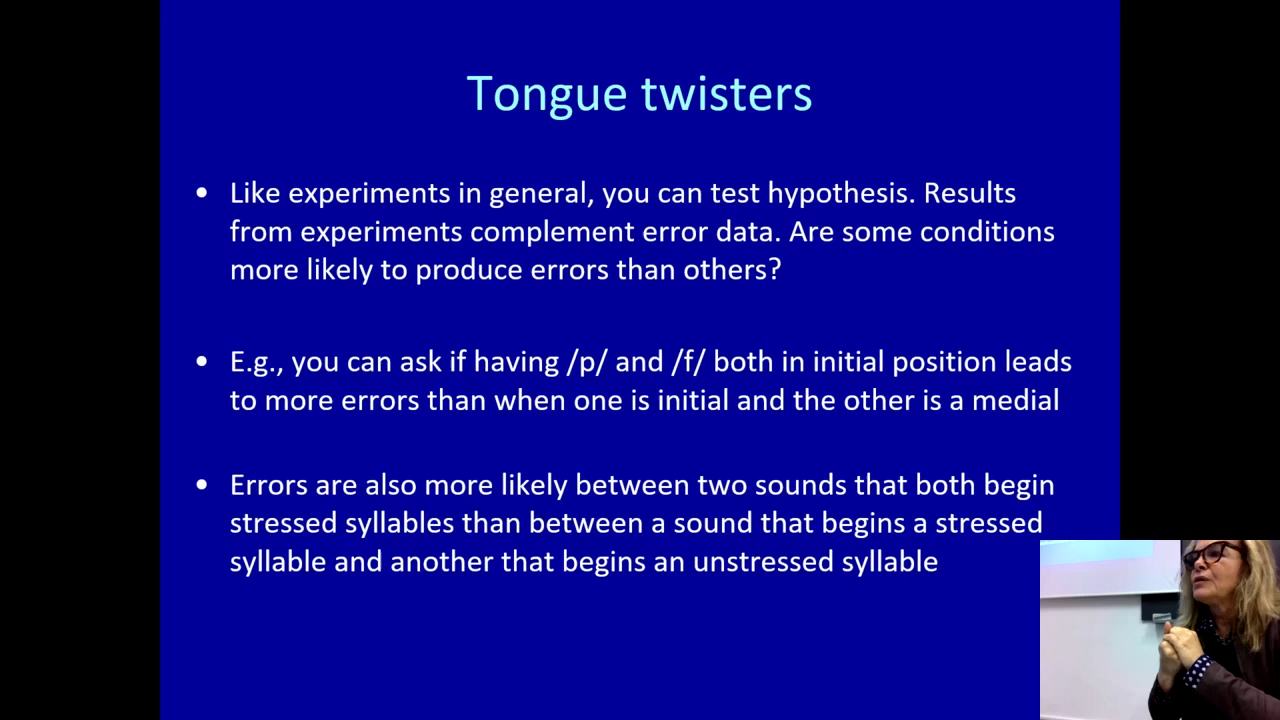 Tongue twisters
• Like experiments in general, you can test hypothesis. Results
from experiments complement error data. Are some conditions
more likely to produce errors than others?
• E.g., you can ask if having /p/ and /f/ both in initial position leads
to more errors than when one is initial and the other is a medial
• Errors are also more likely between two sounds that both begin
stressed syllables than between a sound that begins a stressed
syllable and another that begins an unstressed syllable